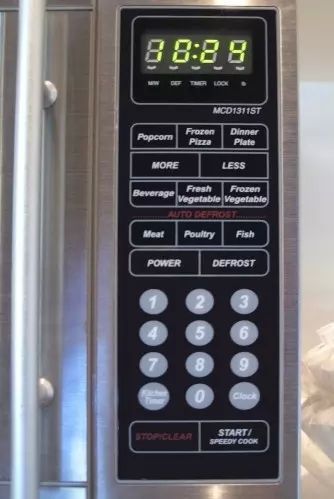 10:24
M/W DEF TIMER LOCK lb
MCD1311ST
Popcorn Frozen Pizza Dinner Plate
MORE LESS
Beverage Fresh Vegetable Frozen Vegetable
AUTO DEFROST
Meat Poultry Fish
POWER DEFROST
1 2 3
4 5 6
7 8 9
Kitchen Timer 0 Clock
STOP/CLEAR START/ SPEEDY COOK